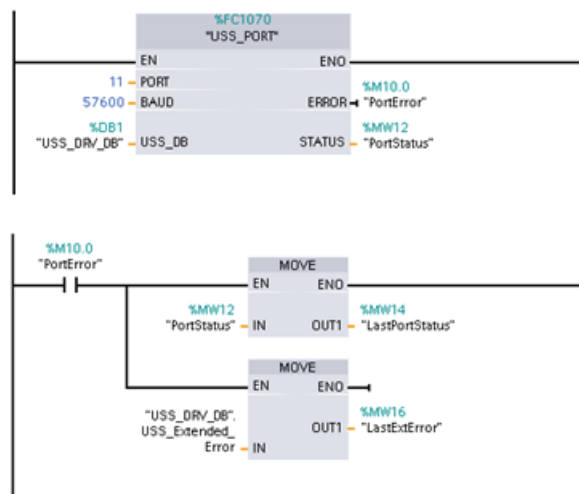 %FC1070
"USS_PORT"
EN ENO
11 PORT
57600 BAUD
%M10.0
ERROR "PortError"
%DB1
"USS_DRV_DB" USS_DB
%MW12
STATUS "PortStatus"
%M10.0
"PortError"
MOVE
EN ENO
%MW12
"PortStatus" IN
%MW14
OUT1 "LastPortStatus"
MOVE
EN ENO
"USS_DRV_DB".
USS_Extended_
Error IN
%MW16
OUT1 "LastExtError"